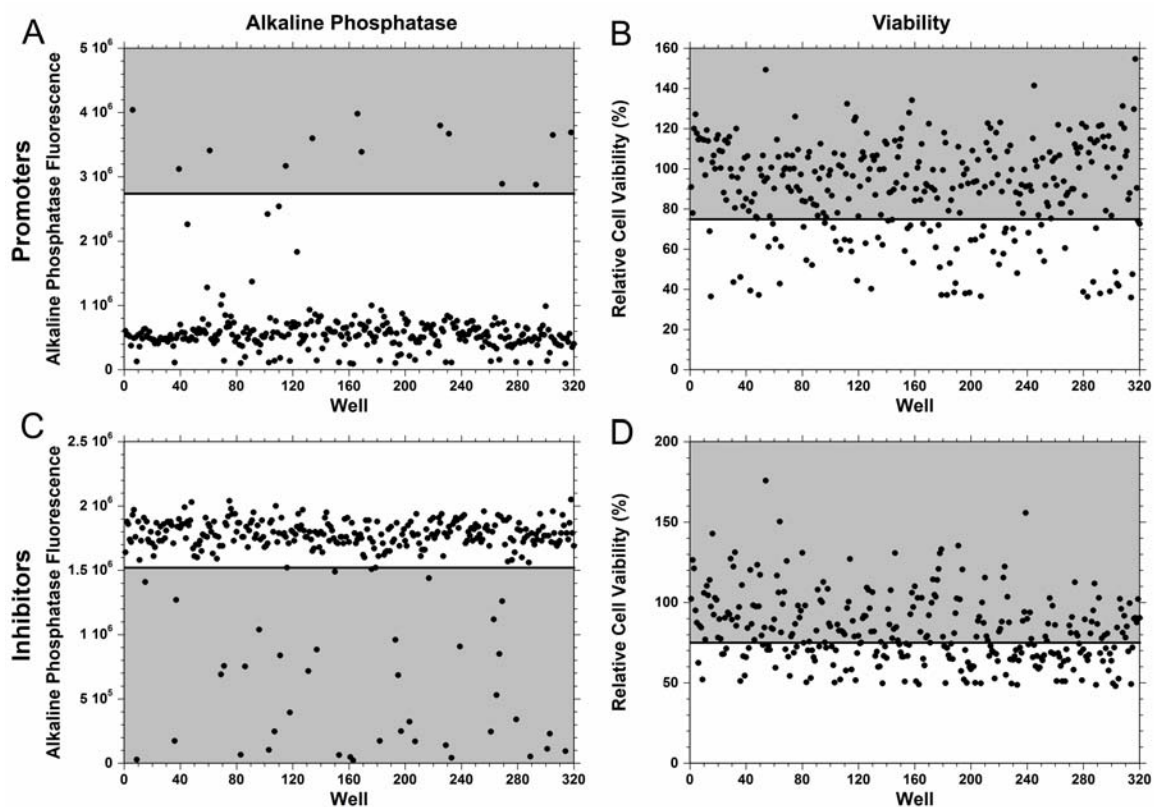 Alkaline Phosphatase
Viability
A
B
Promoters
Alkaline Phosphatase Fluorescence
5 10⁶
4 10⁶
3 10⁶
2 10⁶
1 10⁶
0
0 40 80 120 160 200 240 280 320
Well
Relative Cell Vaibility (%)
160
140
120
100
80
60
40
20
0
0 40 80 120 160 200 240 280 320
Well
C
D
Inhibitors
Alkaline Phosphatase Fluorescence
2.5 10⁶
2 10⁶
1.5 10⁶
1 10⁶
5 10⁵
0
0 40 80 120 160 200 240 280 320
Well
Relative Cell Vaibility (%)
200
150
100
50
0
0 40 80 120 160 200 240 280 320
Well